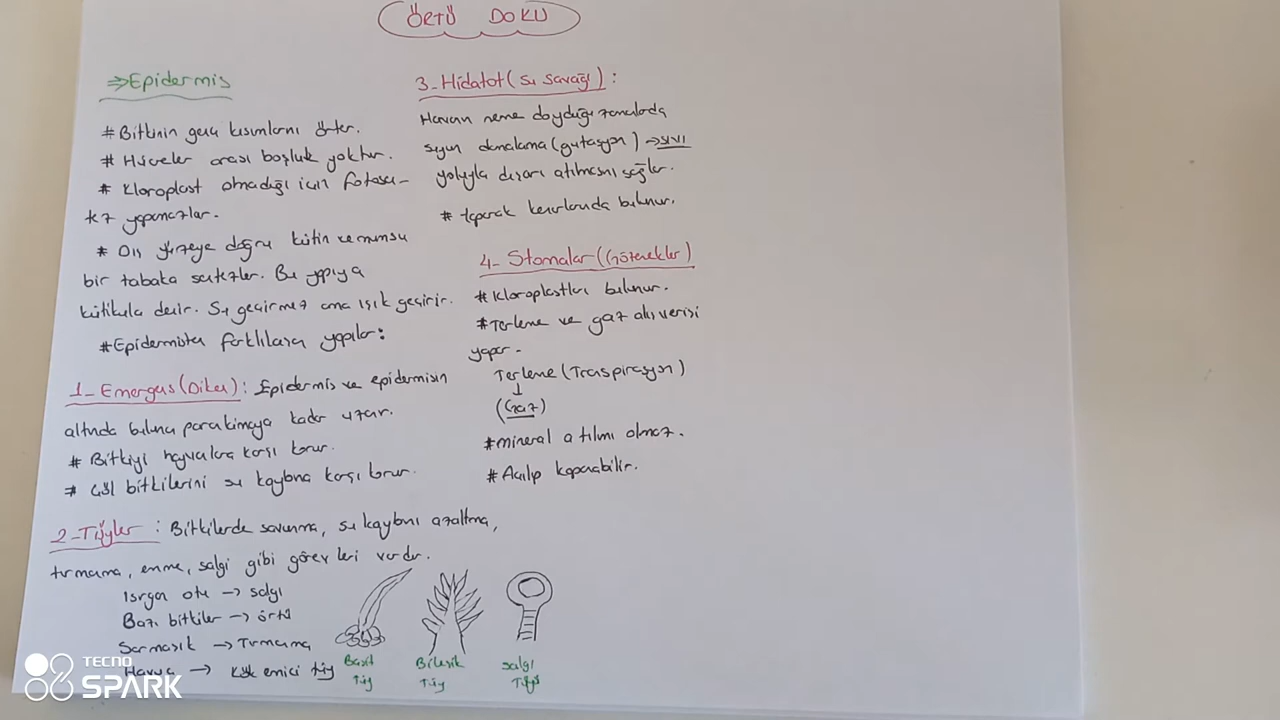 ÖRTÜ DOKU
⇒Epidermis
# Bitkinin genç kısımlarını örter.
# Hücreler arası boşluk yoktur.
# Kloroplast olmadığı için fotosen-
tez yapamazlar.
# Dış yüzeye doğru kütin ve mumsu
bir tabaka salgılar. Bu yapıya
kütikula denir. Su geçirmez ama ışık geçirir.
#Epidermisten farklılaşan yapılar:
1- Emergens(Diken): Epidermis ve epidermisin
altında bulunan parankimaya kadar uzar.
# Bitkiyi hayvanlara karşı korur.
# Çöl bitkilerini su kaybına karşı korur.
2-Tüyler: Bitkilerde savunma, su kaybını azaltma,
tırmanma, emme, salgı gibi görevleri vardır.
Isırgan otu → salgı
Bazı bitkiler → örtü
Sarmaşık → Tırmanma
→ Kök emici tüy
Basit
tüy
Bileşik
Tüy
Salgı
Tüyü
3-Hidatot(su savağı):
Havanın neme doyduğu zamanlarda
suyun damlama(gutasyon) → sıvı
yoluyla dışarı atılmasını sağlar.
# yaprak kenarlarında bulunur.
4- Stomalar(Gözenekler)
#Kloroplastları bulunur.
#Terleme ve gaz alışverisi
yapar.
Terleme(Traspirasyon)
↓
(Gaz)
#mineral atılımı olmaz.
# Açılıp kapanabilir.
TECNO
SPARK